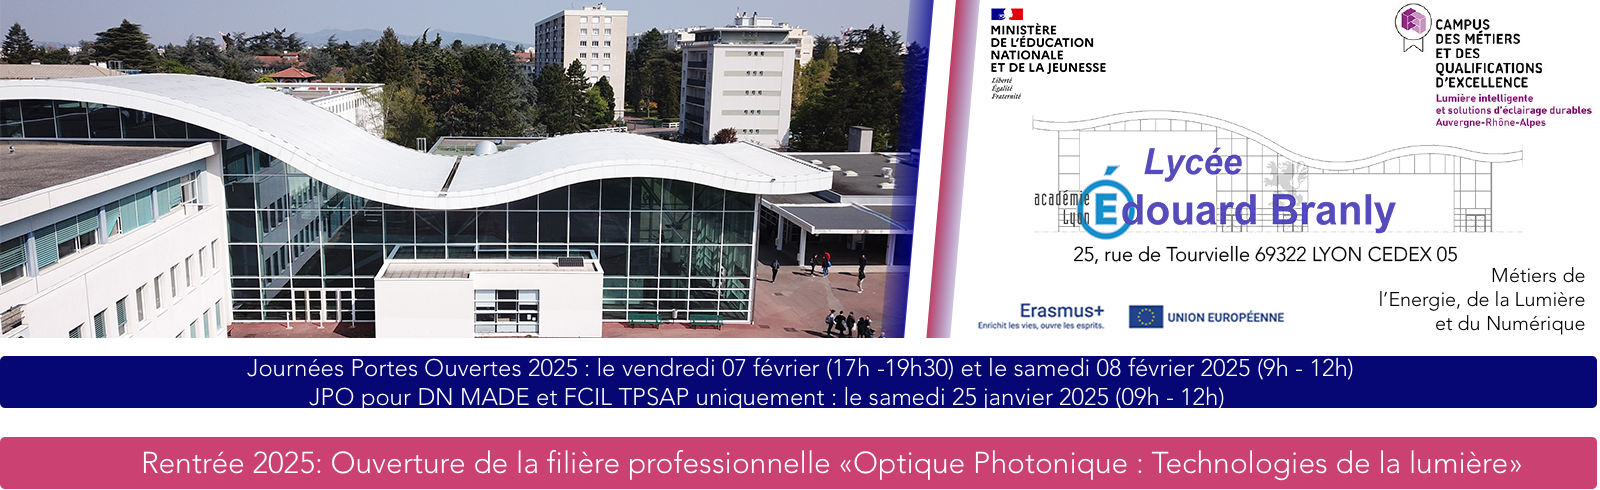 MINISTÈRE
DE L'ÉDUCATION
NATIONALE
ET DE LA JEUNESSE
Liberté
Égalité
Fraternité
CAMPUS
DES MÉTIERS
ET DES
QUALIFICATIONS
D'EXCELLENCE
Lumière intelligente
et solutions d'éclairage durables
Auvergne-Rhône-Alpes
Lycée
académie
Lyon
Édouard Branly
25, rue de Tourvielle 69322 LYON CEDEX 05
Métiers de
l'Energie, de la Lumière
et du Numérique
Erasmus+
Enrichit les vies, ouvre les esprits.
UNION EUROPÉENNE
Journées Portes Ouvertes 2025 : le vendredi 07 février (17h -19h30) et le samedi 08 février 2025 (9h - 12h)
JPO pour DN MADE et FCIL TPSAP uniquement : le samedi 25 janvier 2025 (09h - 12h)
Rentrée 2025: Ouverture de la filière professionnelle «Optique Photonique : Technologies de la lumière»